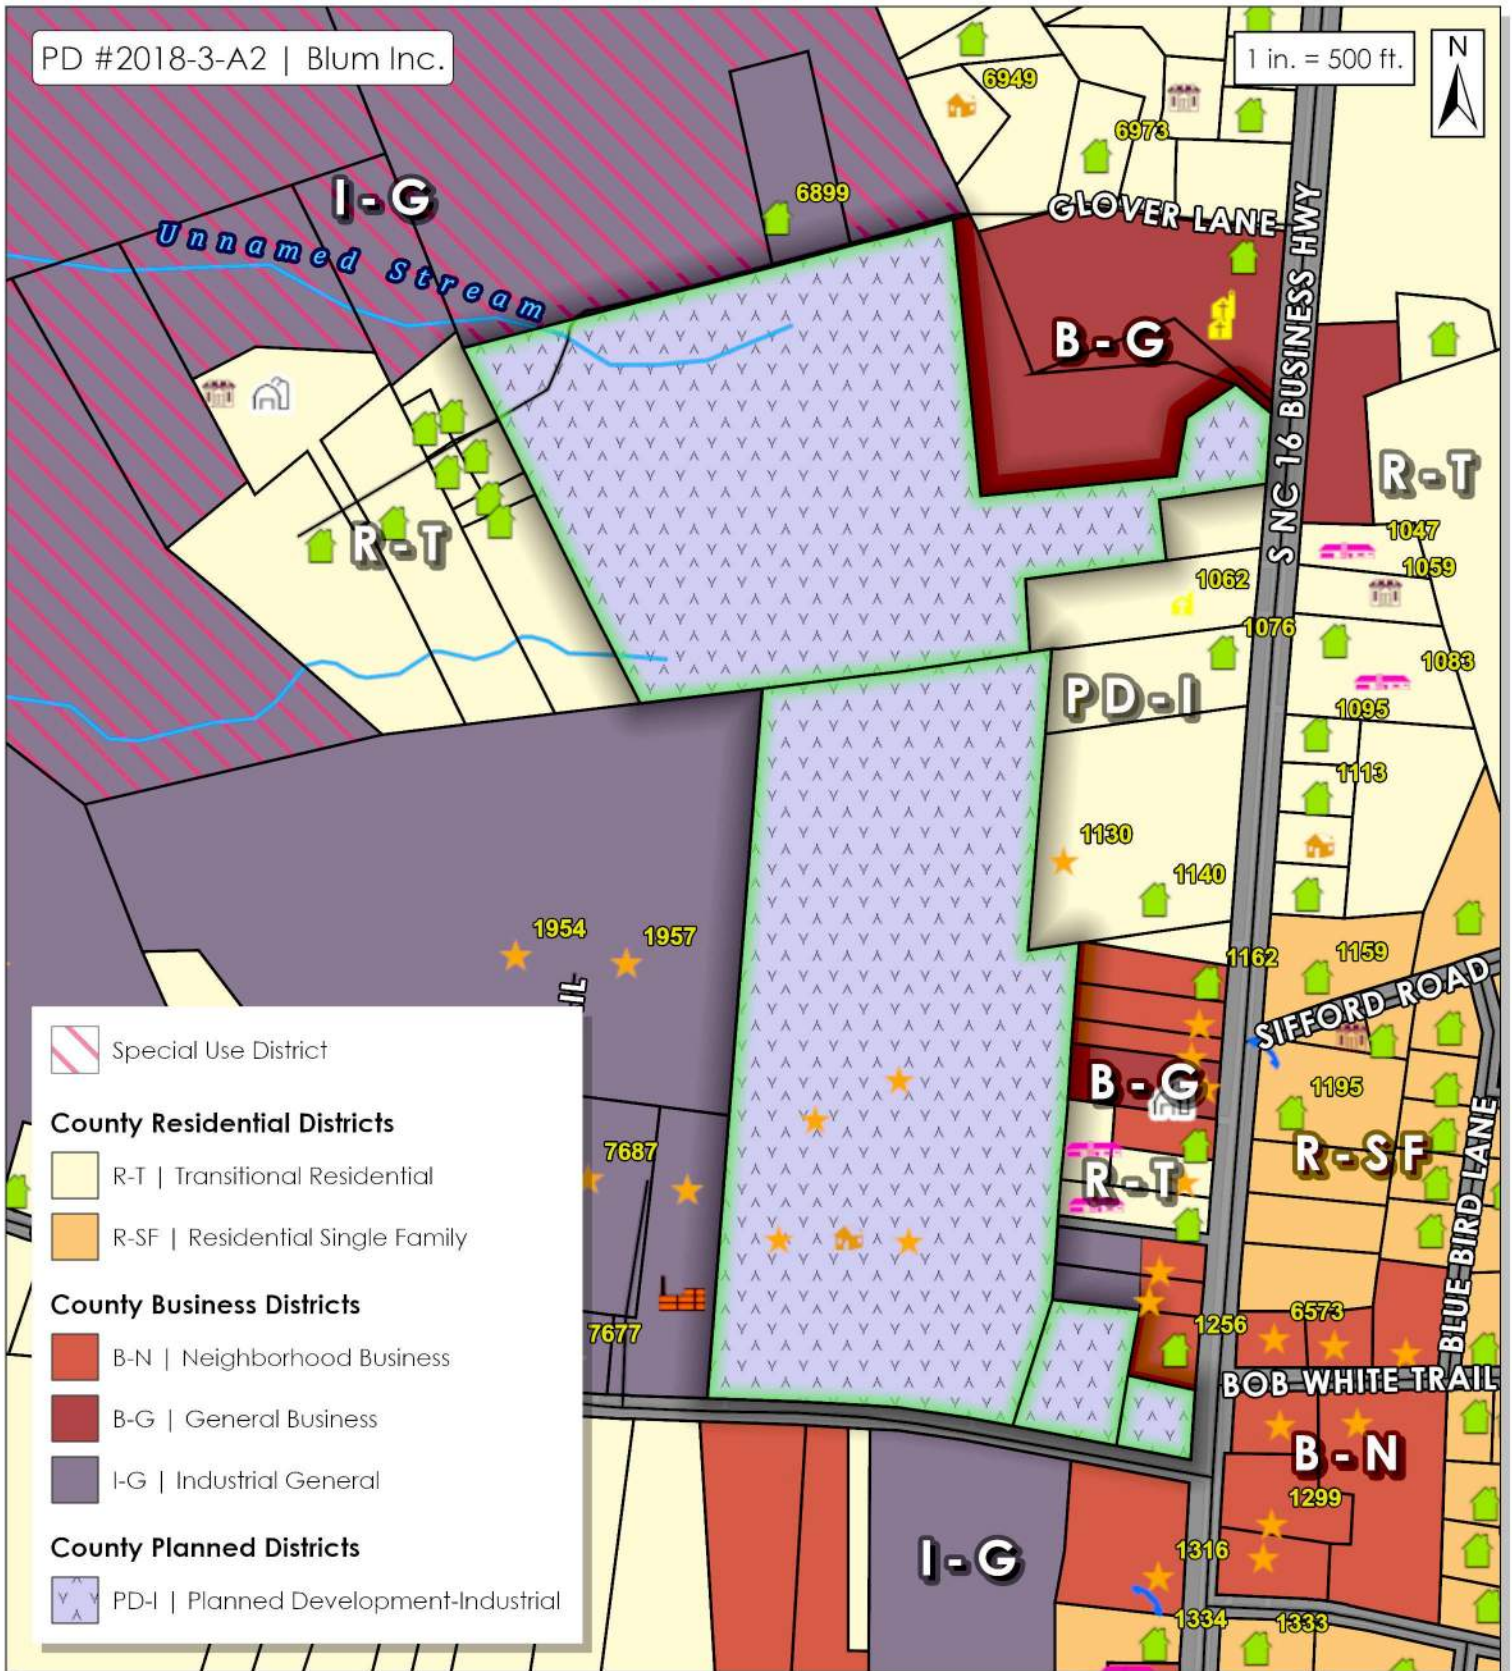 PD #2018-3-A2 | Blum Inc.
1 in. = 500 ft.
N
6949
6973
6899
I-G
Unnamed Stream
GLOVER LANE
S NC 16 BUSINESS HWY
B-G
R-T
R-T
1047
1059
1062
1076
1083
PD-I
1095
1113
1130
1140
1954
1957
IL
1162
1159
SIFFORD ROAD
B-G
1195
7687
R-T
R-SF
BLUE BIRD LANE
7677
1256
6573
BOB WHITE TRAIL
B-N
1299
I-G
1316
1334
1333
Special Use District
County Residential Districts
R-T | Transitional Residential
R-SF | Residential Single Family
County Business Districts
B-N | Neighborhood Business
B-G | General Business
I-G | Industrial General
County Planned Districts
PD-I | Planned Development-Industrial